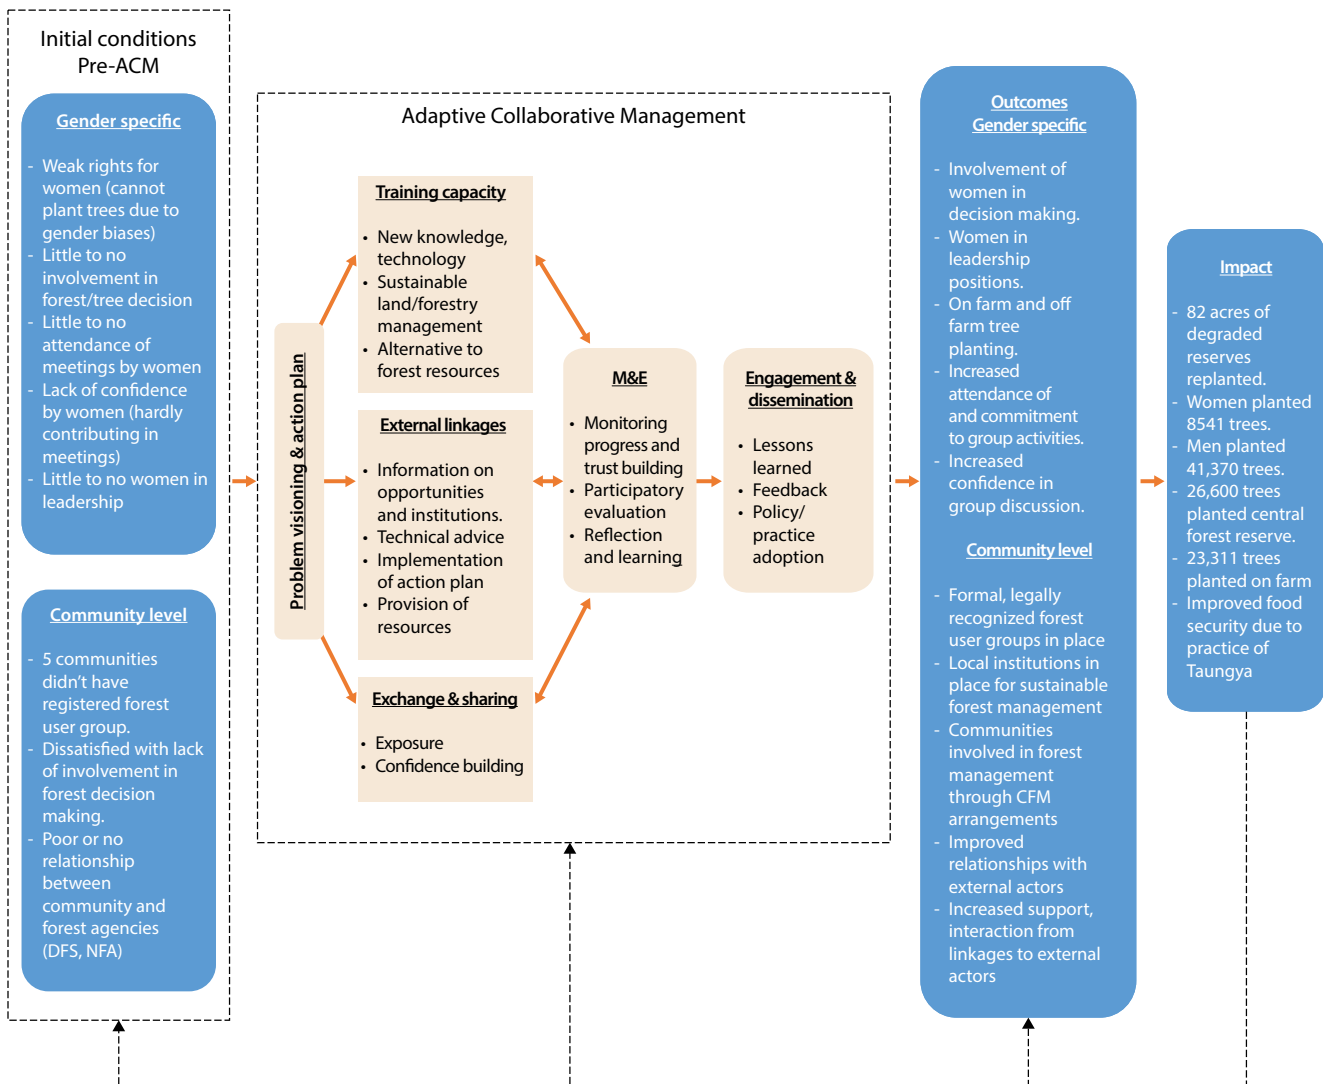 Initial conditions
Pre-ACM
Gender specific
- Weak rights for
women (cannot
plant trees due to
gender biases)
- Little to no
involvement in
forest/tree decision
- Little to no
attendance of
meetings by women
- Lack of confidence
by women (hardly
contributing in
meetings)
- Little to no women in
leadership
Community level
- 5 communities
didn’t have
registered forest
user group.
- Dissatisfied with lack
of involvement in
forest decision
making.
- Poor or no
relationship
between
community and
forest agencies
(DFS, NFA)
Adaptive Collaborative Management
Problem visioning & action plan
Training capacity
• New knowledge,
technology
• Sustainable
land/forestry
management
• Alternative to
forest resources
External linkages
• Information on
opportunities
and institutions.
• Technical advice
• Implementation
of action plan
• Provision of
resources
Exchange & sharing
• Exposure
• Confidence building
M&E
• Monitoring
progress and
trust building
• Participatory
evaluation
• Reflection
and learning
Engagement &
dissemination
• Lessons
learned
• Feedback
• Policy/
practice
adoption
Outcomes
Gender specific
- Involvement of
women in
decision making.
- Women in
leadership
positions.
- On farm and off
farm tree
planting.
- Increased
attendance of
and commitment
to group activities.
- Increased
confidence in
group discussion.
Community level
- Formal, legally
recognized forest
user groups in place
- Local institutions in
place for sustainable
forest management
- Communities
involved in forest
management
through CFM
arrangements
- Improved
relationships with
external actors
- Increased support,
interaction from
linkages to external
actors
Impact
- 82 acres of
degraded
reserves
replanted.
- Women planted
8541 trees.
- Men planted
41,370 trees.
- 26,600 trees
planted central
forest reserve.
- 23,311 trees
planted on farm
- Improved food
security due to
practice of
Taungya